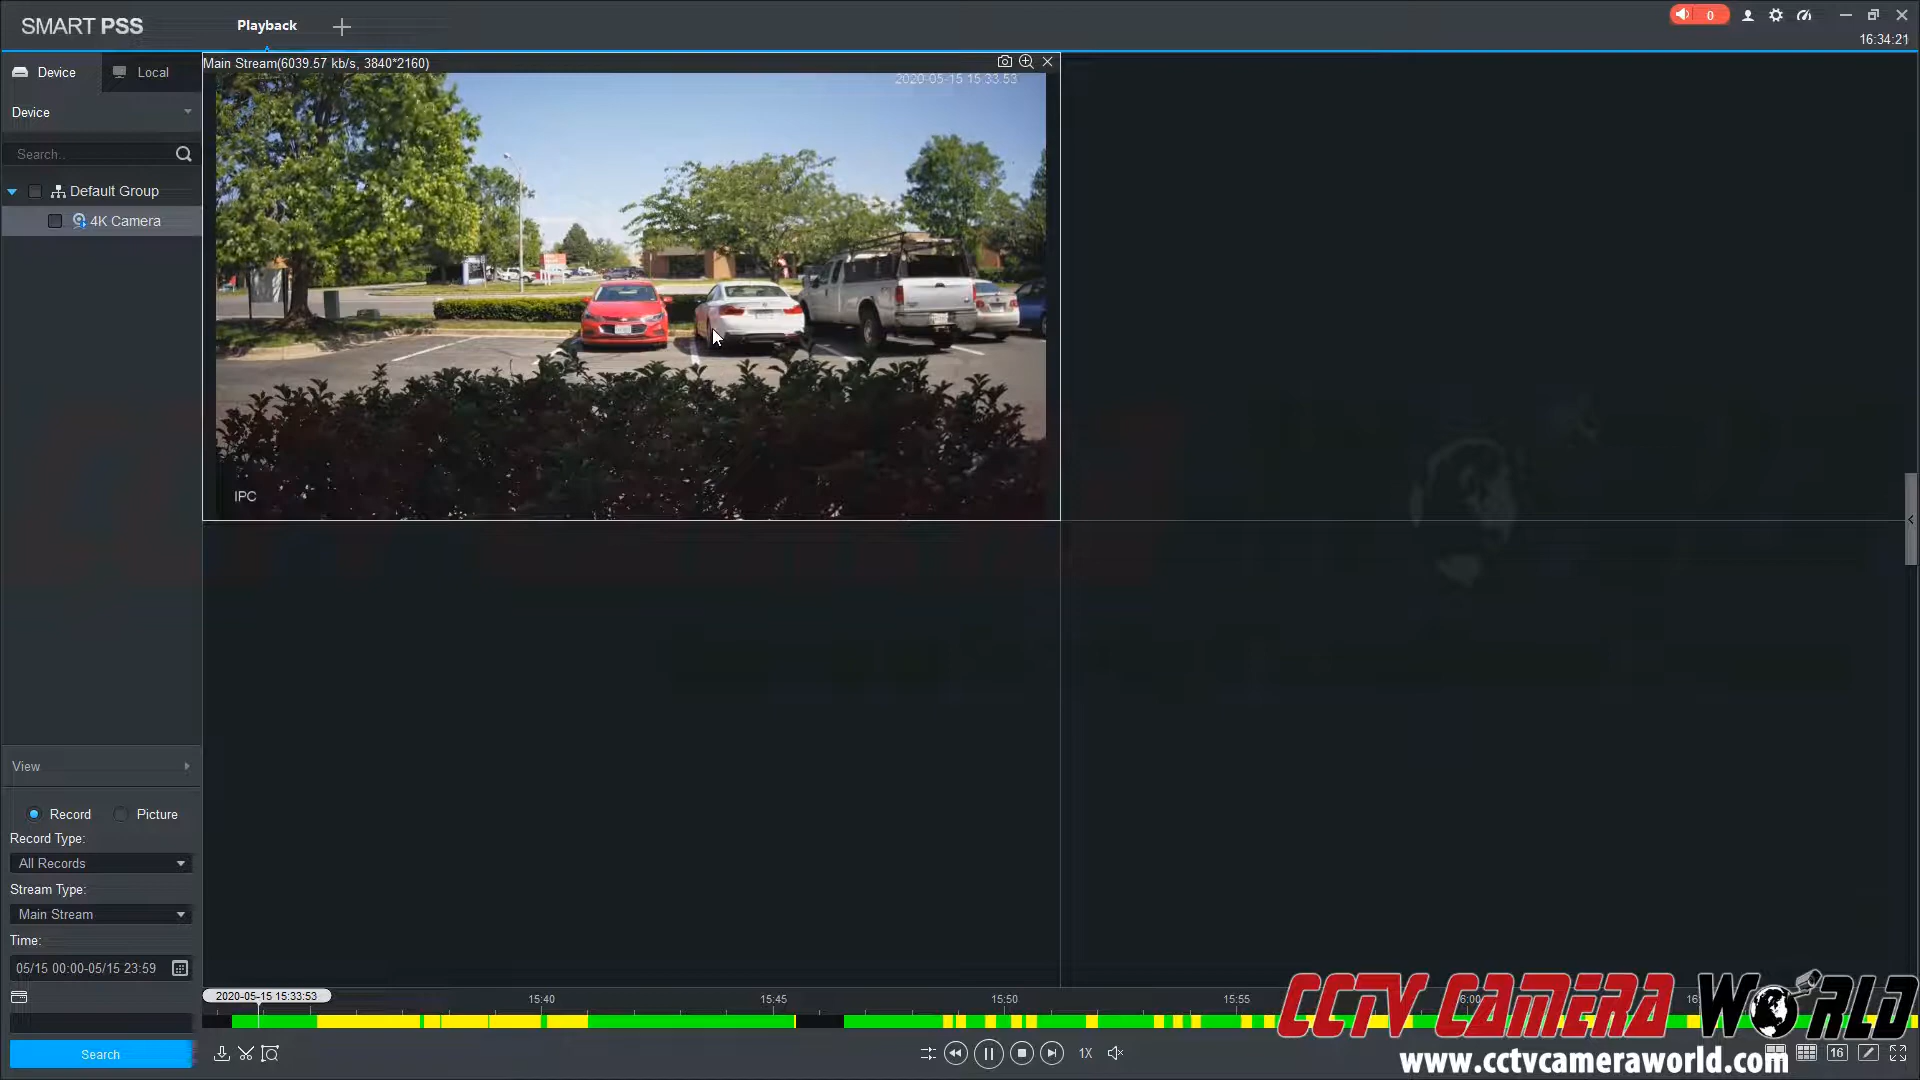 SMART PSS
Playback
0
16:34:21
Device
Local
Main Stream(6039.57 kb/s, 3840*2160)
2020-05-15 15:33:53
Device
Search..
Default Group
4K Camera
IPC
View
Record
Picture
Record Type:
All Records
Stream Type:
Main Stream
Time:
05/15 00:00-05/15 23:59
2020-05-15 15:33:53
15:40
15:45
15:50
15:55
Search
1X
16
CCTV CAMERA WORLD
www.cctvcameraworld.com